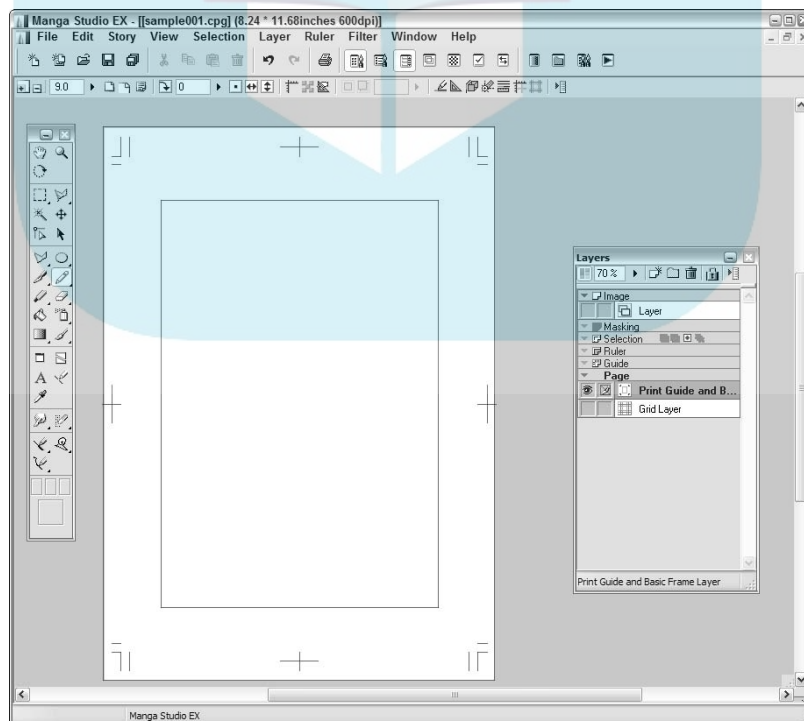 Manga Studio EX - [[sample001.cpg] (8.24 * 11.68inches 600dpi)]
File Edit Story View Selection Layer Ruler Filter Window Help
9.0
0
Layers
70 %
Image
Layer
Masking
Selection
Ruler
Guide
Page
Print Guide and B...
Grid Layer
A
Print Guide and Basic Frame Layer
Manga Studio EX